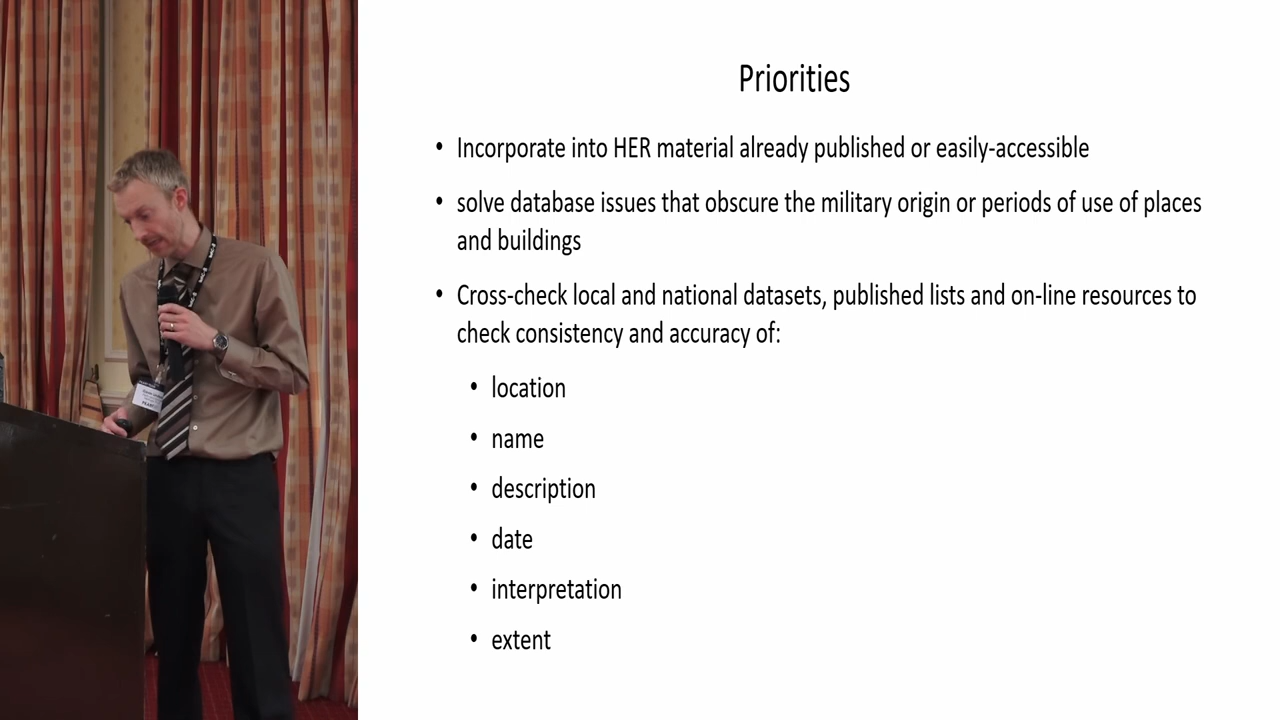 Priorities
• Incorporate into HER material already published or easily-accessible
• solve database issues that obscure the military origin or periods of use of places
and buildings
• Cross-check local and national datasets, published lists and on-line resources to
check consistency and accuracy of:
• location
• name
• description
• date
• interpretation
• extent